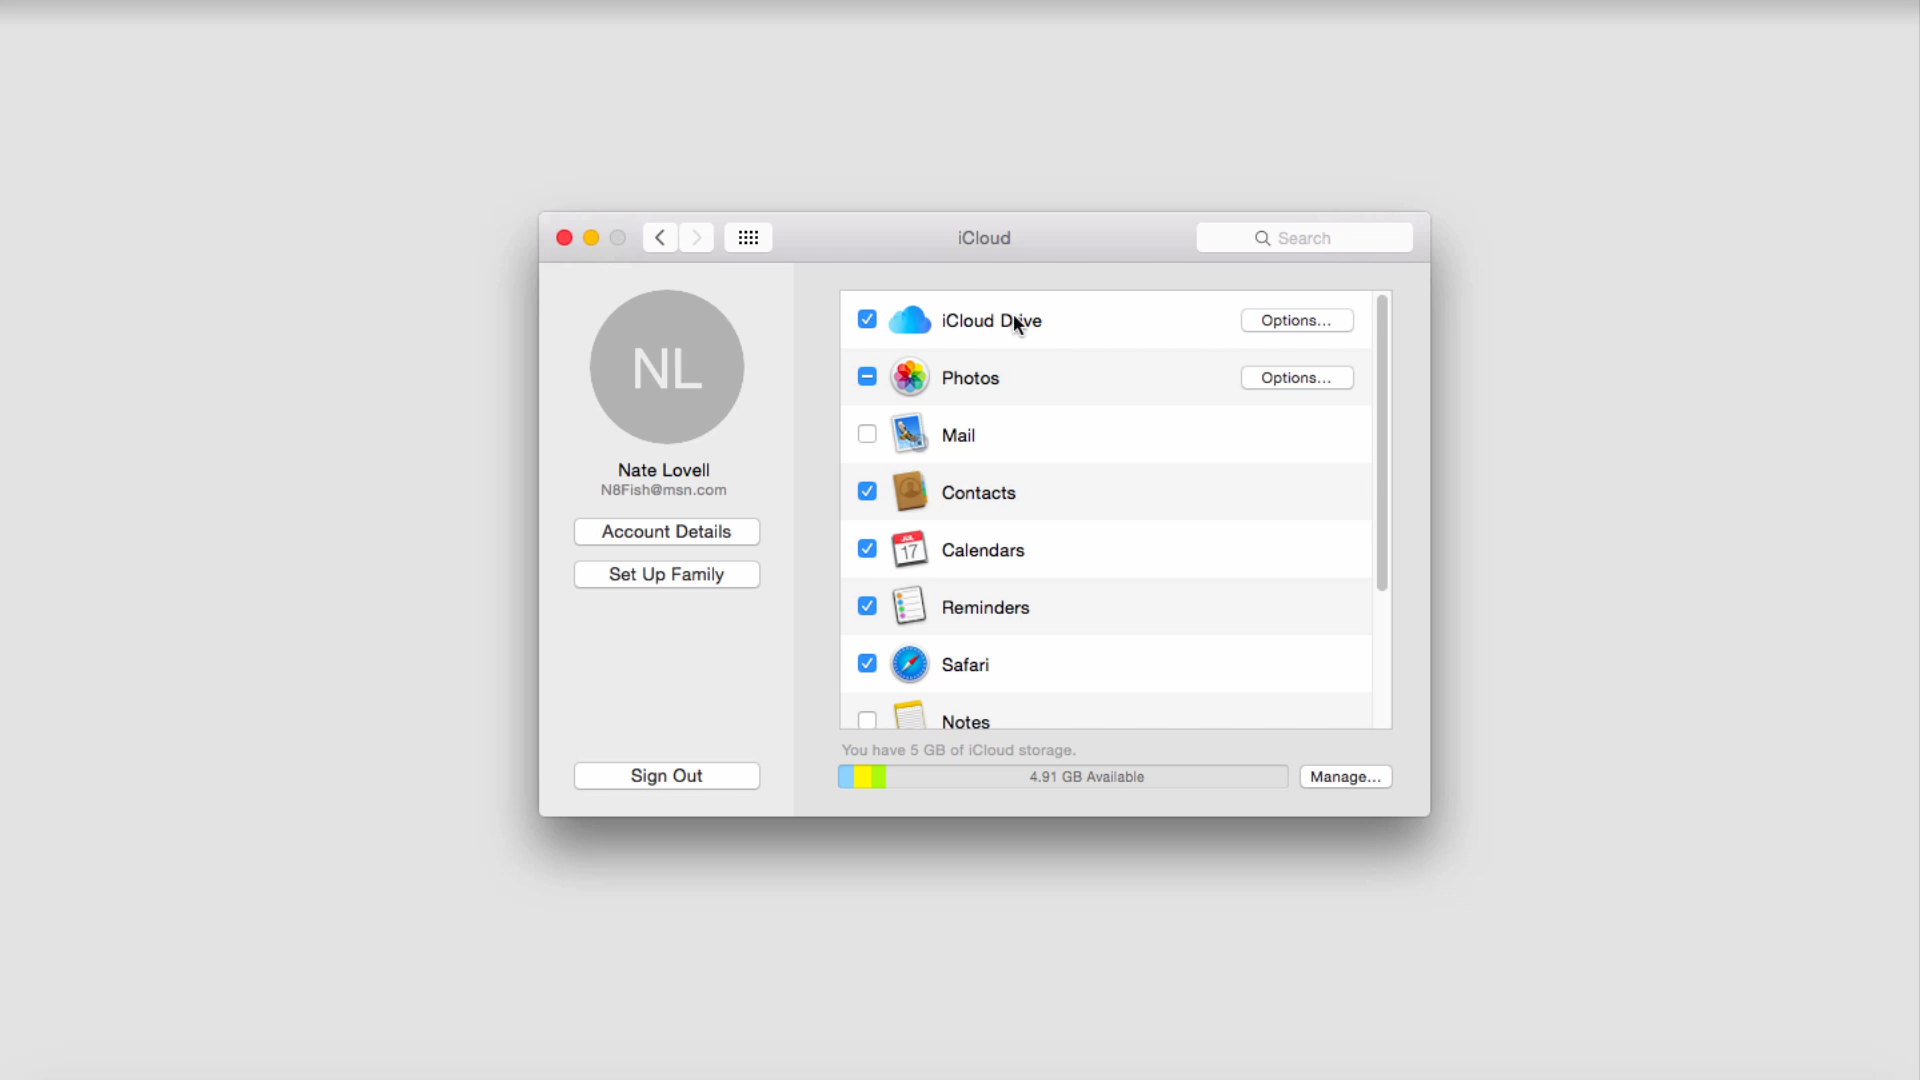 iCloud
Search
NL
Nate Lovell
N8Fish@msn.com
Account Details
Set Up Family
Sign Out
iCloud Drive
Options...
Photos
Options...
Mail
Contacts
JUL
17
Calendars
Reminders
Safari
Notes
You have 5 GB of iCloud storage.
4.91 GB Available
Manage...